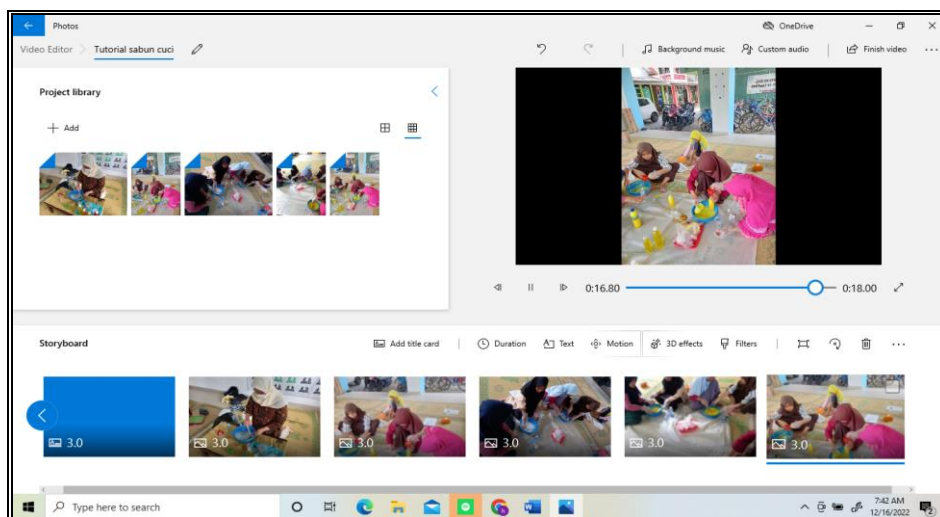 Photos
OneDrive
Video Editor > Tutorial sabun cuci
Background music
Custom audio
Finish video
Project library
+ Add
0:16.80
0:18.00
Storyboard
Add title card
Duration
Text
Motion
3D effects
Filters
3.0
3.0
3.0
3.0
3.0
3.0
Type here to search
7:42 AM
12/16/2022
2